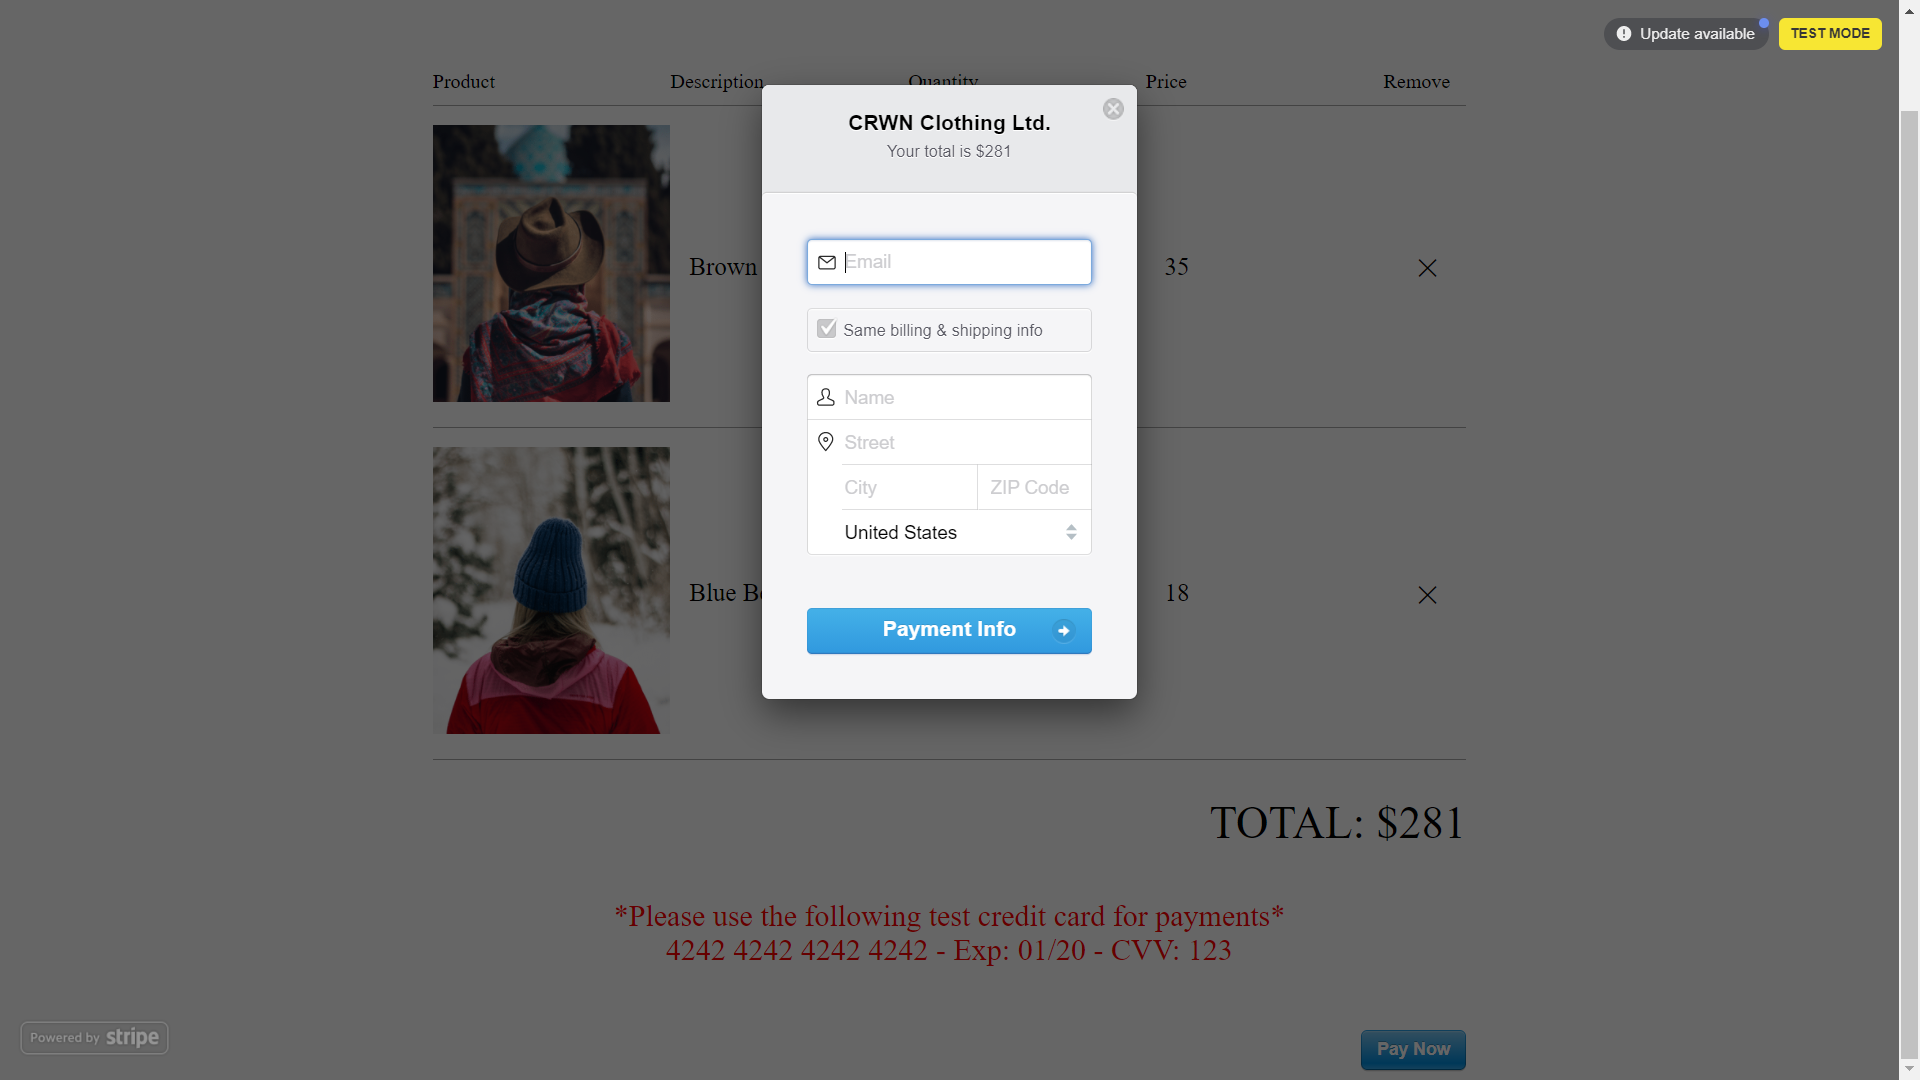 Update available
TEST MODE
Product Description Quantity Price Remove
CRWN Clothing Ltd.
Your total is $281
Email
Brown
35
Same billing & shipping info
Name
Street
City ZIP Code
United States
Blue
18
Payment Info
TOTAL: $281
*Please use the following test credit card for payments*
4242 4242 4242 4242 - Exp: 01/20 - CVV: 123
Powered by stripe
Pay Now